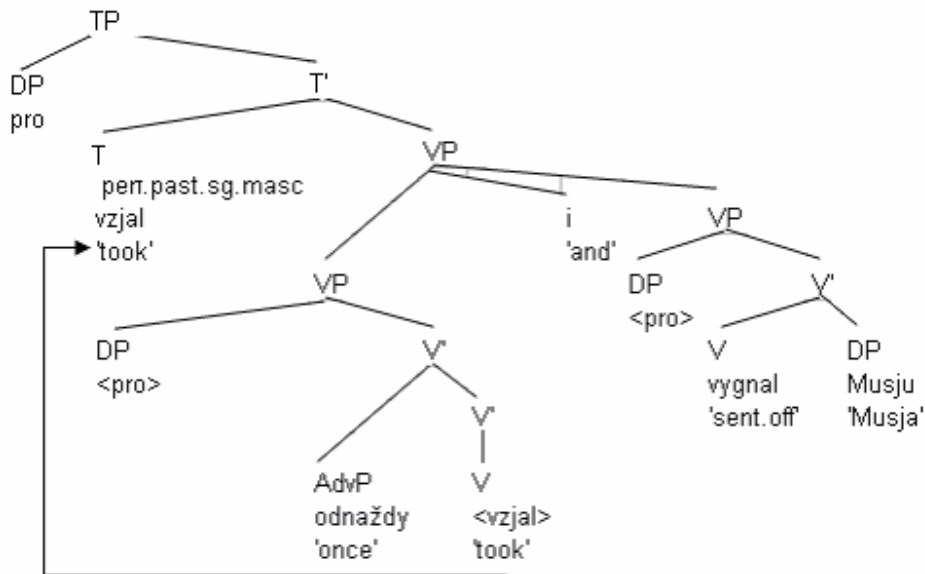 TP
DP
pro
T'
T
perf.past.sg.masc
vzjal
'took'
VP
VP
DP
<pro>
V'
AdvP
odnaždy
'once'
V'
V
<vzjal>
'took'
i
'and'
VP
DP
<pro>
V'
V
vygnal
'sent.off'
DP
Musju
'Musja'